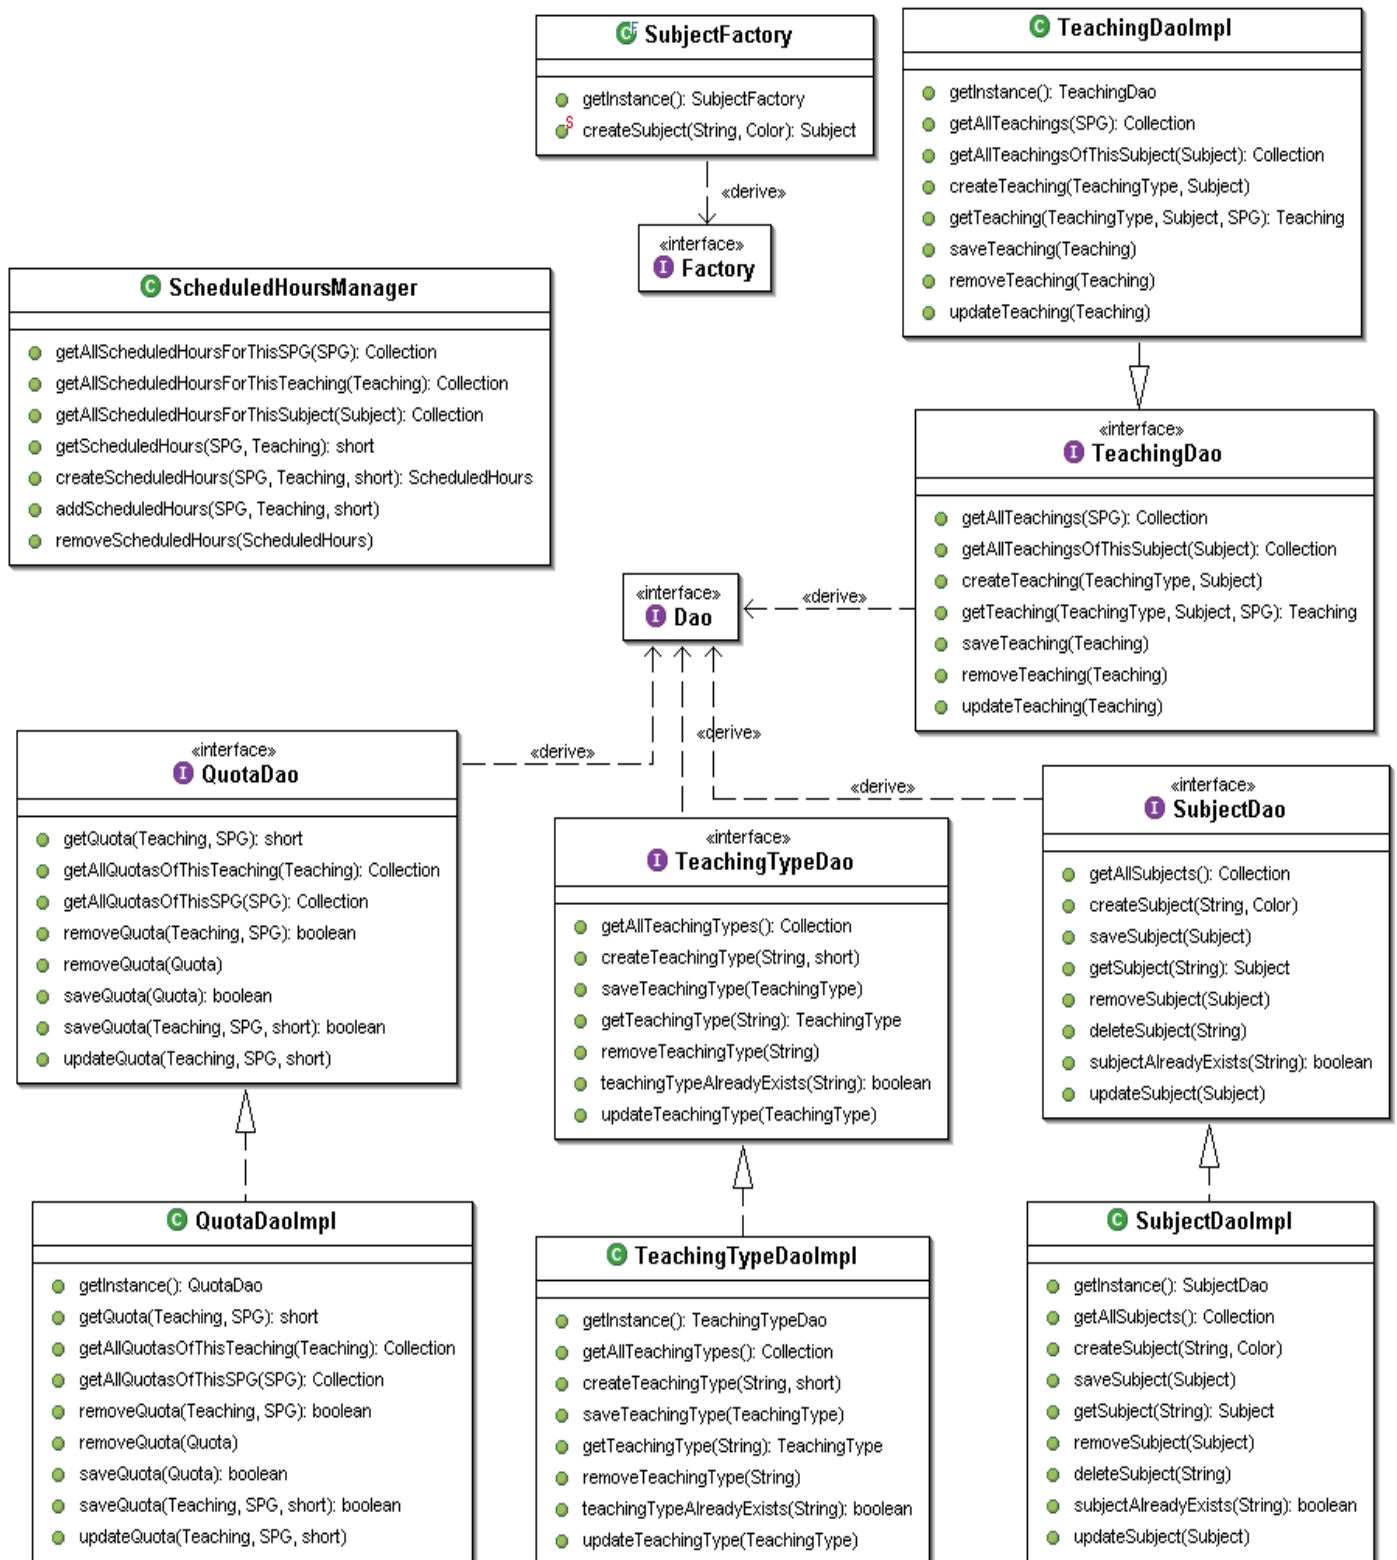 SubjectFactory
getInstance(): SubjectFactory
createSubject(String, Color): Subject
«derive»
«interface»
Factory
TeachingDaoImpl
getInstance(): TeachingDao
getAllTeachings(SPG): Collection
getAllTeachingsOfThisSubject(Subject): Collection
createTeaching(TeachingType, Subject)
getTeaching(TeachingType, Subject, SPG): Teaching
saveTeaching(Teaching)
removeTeaching(Teaching)
updateTeaching(Teaching)
ScheduledHoursManager
getAllScheduledHoursForThisSPG(SPG): Collection
getAllScheduledHoursForThisTeaching(Teaching): Collection
getAllScheduledHoursForThisSubject(Subject): Collection
getScheduledHours(SPG, Teaching): short
createScheduledHours(SPG, Teaching, short): ScheduledHours
addScheduledHours(SPG, Teaching, short)
removeScheduledHours(ScheduledHours)
«interface»
TeachingDao
getAllTeachings(SPG): Collection
getAllTeachingsOfThisSubject(Subject): Collection
createTeaching(TeachingType, Subject)
getTeaching(TeachingType, Subject, SPG): Teaching
saveTeaching(Teaching)
removeTeaching(Teaching)
updateTeaching(Teaching)
«interface»
Dao
«derive»
«derive»
«derive»
«derive»
«interface»
QuotaDao
getQuota(Teaching, SPG): short
getAllQuotasOfThisTeaching(Teaching): Collection
getAllQuotasOfThisSPG(SPG): Collection
removeQuota(Teaching, SPG): boolean
removeQuota(Quota)
saveQuota(Quota): boolean
saveQuota(Teaching, SPG, short): boolean
updateQuota(Teaching, SPG, short)
«interface»
TeachingTypeDao
getAllTeachingTypes(): Collection
createTeachingType(String, short)
saveTeachingType(TeachingType)
getTeachingType(String): TeachingType
removeTeachingType(String)
teachingTypeAlreadyExists(String): boolean
updateTeachingType(TeachingType)
«interface»
SubjectDao
getAllSubjects(): Collection
createSubject(String, Color)
saveSubject(Subject)
getSubject(String): Subject
removeSubject(Subject)
deleteSubject(String)
subjectAlreadyExists(String): boolean
updateSubject(Subject)
QuotaDaoImpl
getInstance(): QuotaDao
getQuota(Teaching, SPG): short
getAllQuotasOfThisTeaching(Teaching): Collection
getAllQuotasOfThisSPG(SPG): Collection
removeQuota(Teaching, SPG): boolean
removeQuota(Quota)
saveQuota(Quota): boolean
saveQuota(Teaching, SPG, short): boolean
updateQuota(Teaching, SPG, short)
TeachingTypeDaoImpl
getInstance(): TeachingTypeDao
getAllTeachingTypes(): Collection
createTeachingType(String, short)
saveTeachingType(TeachingType)
getTeachingType(String): TeachingType
removeTeachingType(String)
teachingTypeAlreadyExists(String): boolean
updateTeachingType(TeachingType)
SubjectDaoImpl
getInstance(): SubjectDao
getAllSubjects(): Collection
createSubject(String, Color)
saveSubject(Subject)
getSubject(String): Subject
removeSubject(Subject)
deleteSubject(String)
subjectAlreadyExists(String): boolean
updateSubject(Subject)